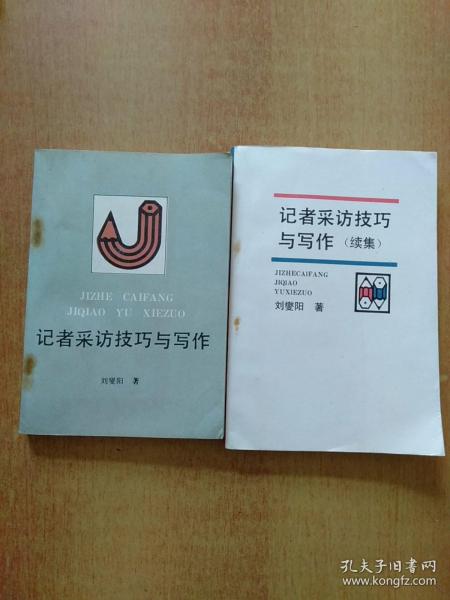 JIZHE CAIFANG
JIQIAO YU XIEZUO
记者采访技巧与写作
刘燮阳 著
记者采访技巧
与写作（续集）
JIZHECAIFANG
JIQIAO
YUXIEZUO
刘燮阳 著
孔夫子旧书网
www.kongfz.com